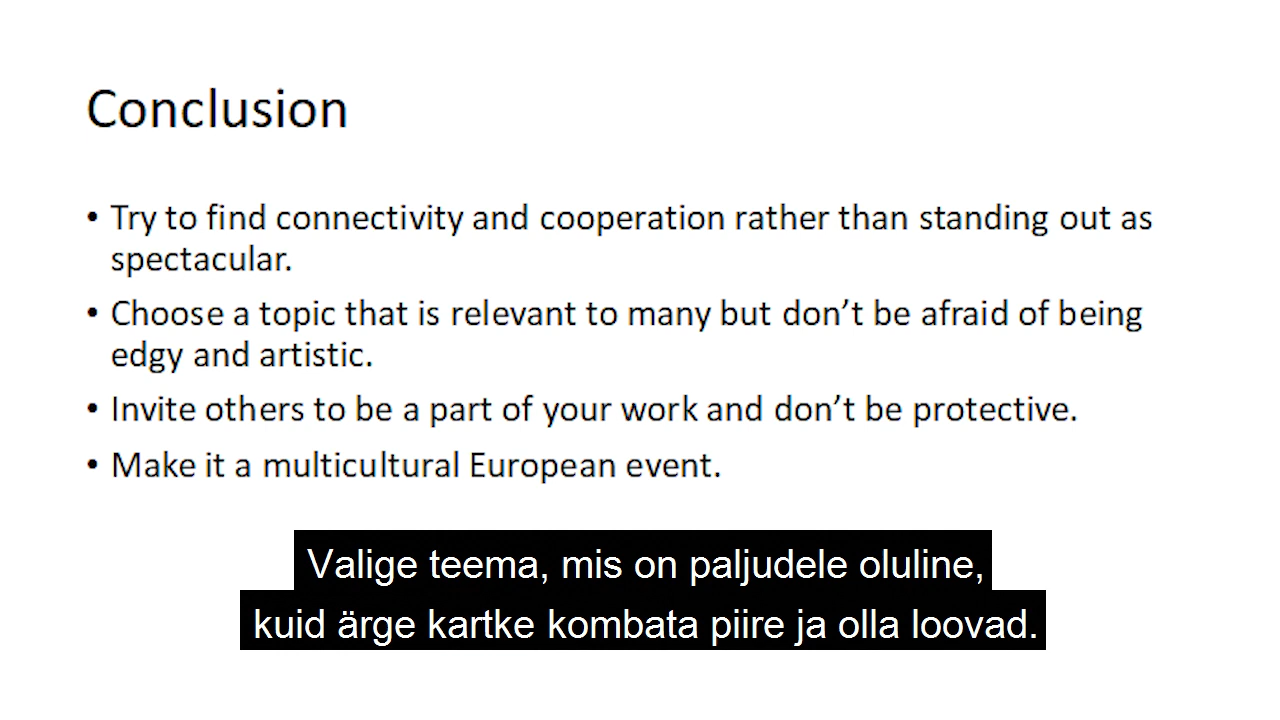 Conclusion
• Try to find connectivity and cooperation rather than standing out as
spectacular.
• Choose a topic that is relevant to many but don’t be afraid of being
edgy and artistic.
• Invite others to be a part of your work and don’t be protective.
• Make it a multicultural European event.
Valige teema, mis on paljudele oluline,
kuid ärge kartke kombata piire ja olla loovad.